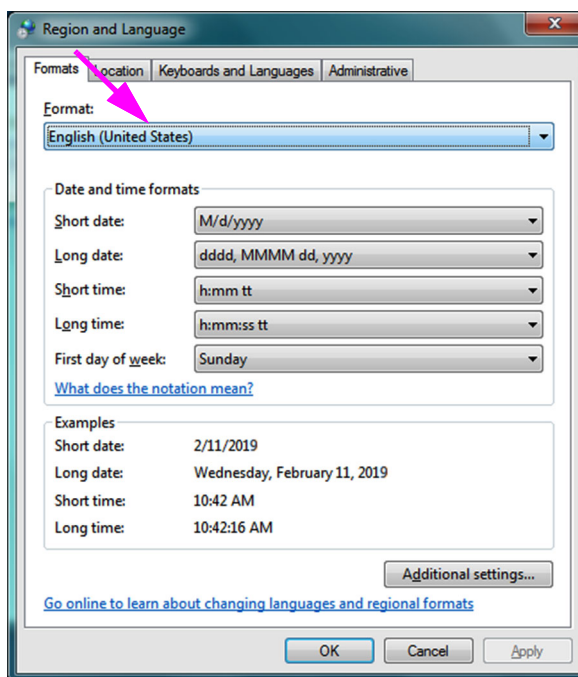 Region and Language
Formats Location Keyboards and Languages Administrative
Format:
English (United States)
Date and time formats
Short date: M/d/yyyy
Long date: dddd, MMMM dd, yyyy
Short time: h:mm tt
Long time: h:mm:ss tt
First day of week: Sunday
What does the notation mean?
Examples
Short date: 2/11/2019
Long date: Wednesday, February 11, 2019
Short time: 10:42 AM
Long time: 10:42:16 AM
Additional settings...
Go online to learn about changing languages and regional formats
OK Cancel Apply